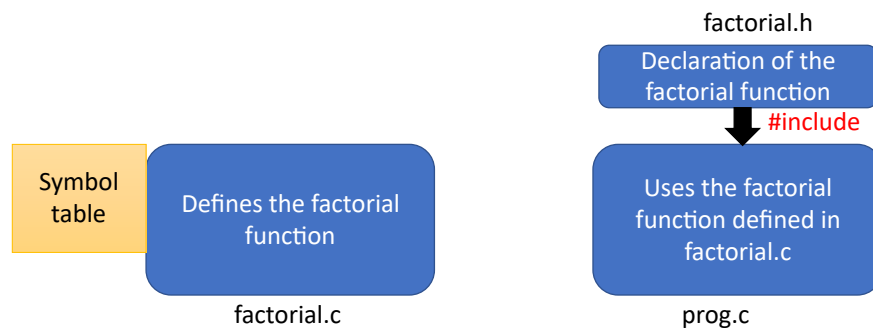 factorial.h
Declaration of the
factorial function
#include
Symbol
table
Defines the factorial
function
Uses the factorial
function defined in
factorial.c
factorial.c
prog.c